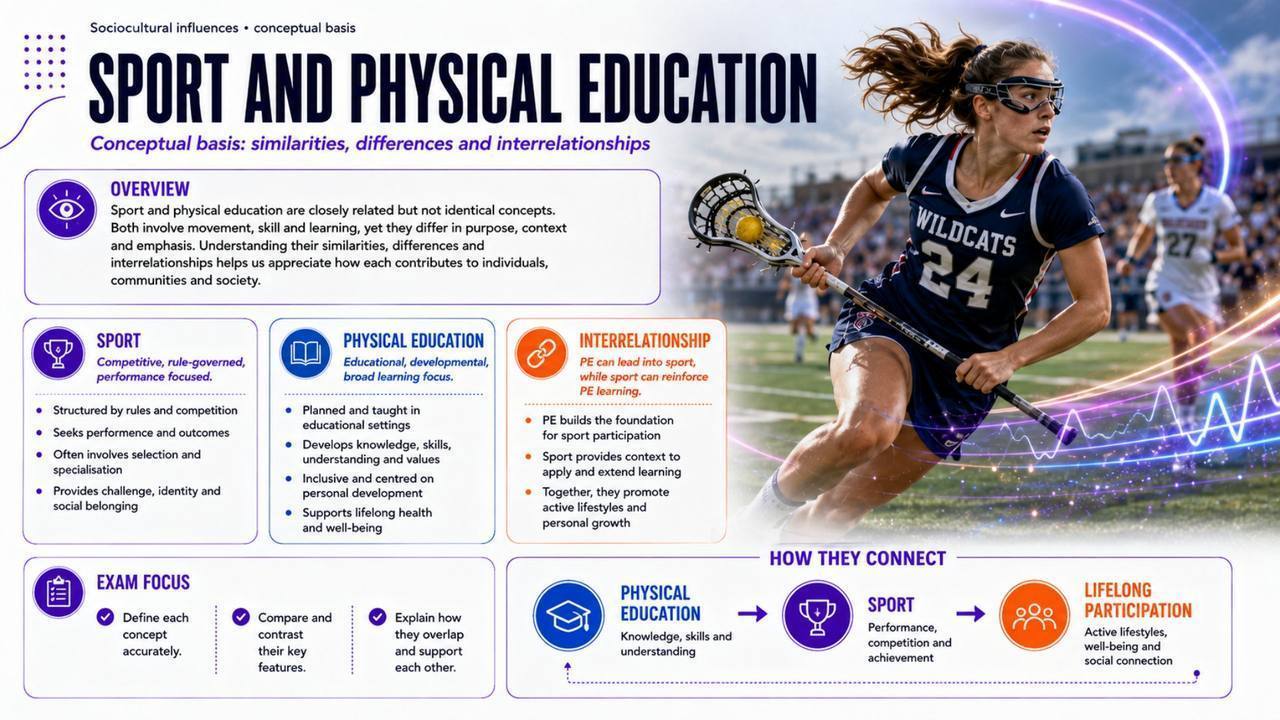 Sociocultural influences • conceptual basis
SPORT AND PHYSICAL EDUCATION
Conceptual basis: similarities, differences and interrelationships
OVERVIEW
Sport and physical education are closely related but not identical concepts.
Both involve movement, skill and learning, yet they differ in purpose, context
and emphasis. Understanding their similarities, differences and
interrelationships helps us appreciate how each contributes to individuals,
communities and society.
SPORT
Competitive, rule-governed,
performance focused.
• Structured by rules and competition
• Seeks performence and outcomes
• Often involves selection and
specialisation
• Provides challenge, identity and
social belonging
PHYSICAL EDUCATION
Educational, developmental,
broad learning focus.
• Planned and taught in
educational settings
• Develops knowledge, skills,
understanding and values
• Inclusive and centred on
personal development
• Supports lifelong health
and well-being
INTERRELATIONSHIP
PE can lead into sport,
while sport can reinforce
PE learning.
• PE builds the foundation
for sport participation
• Sport provides context to
apply and extend learning
• Together, they promote
active lifestyles and
personal growth
WILDCATS
24
27
EXAM FOCUS
Define each
concept
accurately.
Compare and
contrast
their key
features.
Explain how
they overlap
and support
each other.
HOW THEY CONNECT
PHYSICAL
EDUCATION
Knowledge, skills and
understanding
SPORT
Performance,
competition and
achievement
LIFELONG
PARTICIPATION
Active lifestyles,
well-being and
social connection